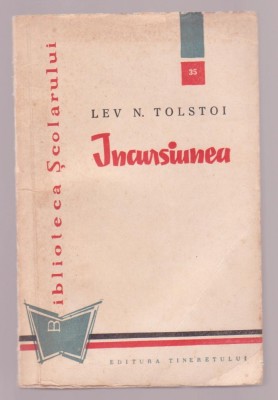 35
LEV N. TOLSTOI
Incursiunea
Biblioteca Școlarului
EDITURA TINERETULUI